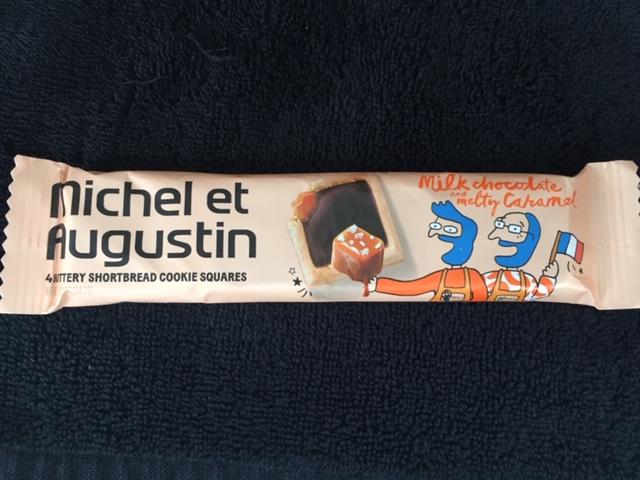 Michel et
Augustin
4 BUTTERY SHORTBREAD COOKIE SQUARES
Milk chocolate
and
melty Caramel